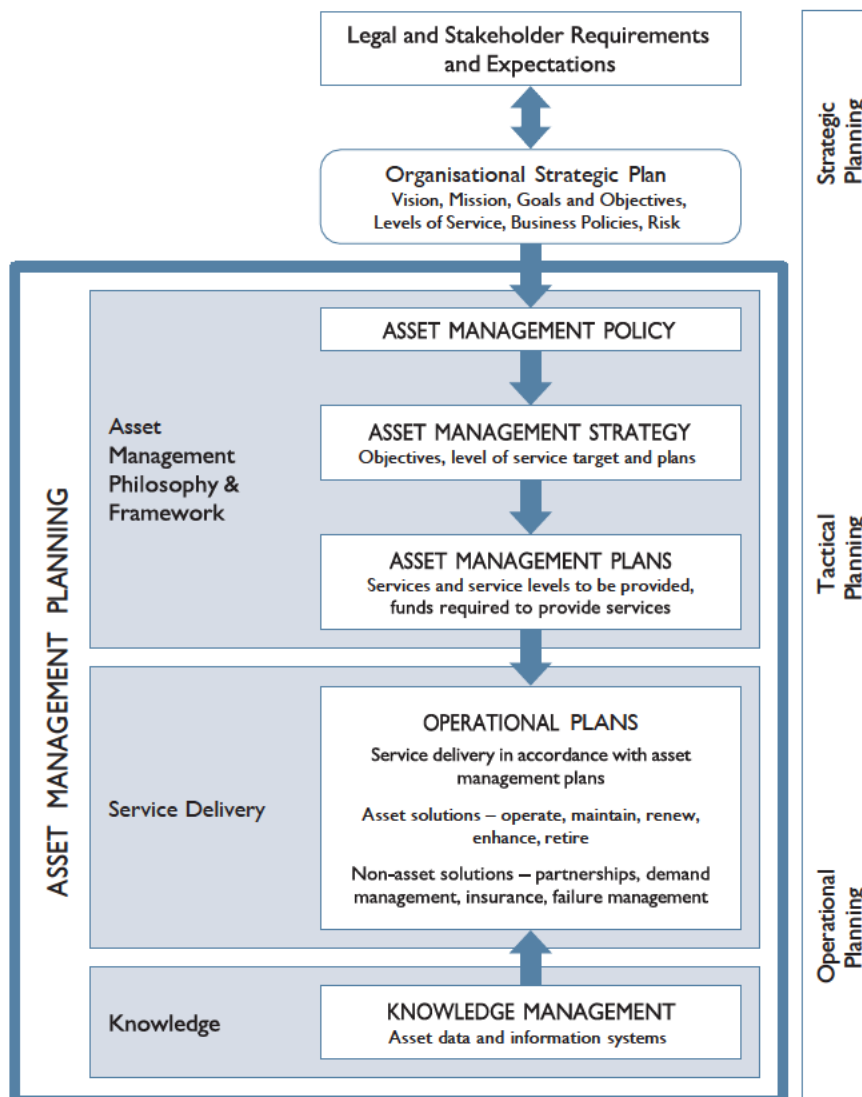 Legal and Stakeholder Requirements
and Expectations
Organisational Strategic Plan
Vision, Mission, Goals and Objectives,
Levels of Service, Business Policies, Risk
Strategic
Planning
ASSET MANAGEMENT PLANNING
Asset
Management
Philosophy &
Framework
ASSET MANAGEMENT POLICY
ASSET MANAGEMENT STRATEGY
Objectives, level of service target and plans
ASSET MANAGEMENT PLANS
Services and service levels to be provided,
funds required to provide services
Tactical
Planning
Service Delivery
OPERATIONAL PLANS
Service delivery in accordance with asset
management plans
Asset solutions – operate, maintain, renew,
enhance, retire
Non-asset solutions – partnerships, demand
management, insurance, failure management
Operational
Planning
Knowledge
KNOWLEDGE MANAGEMENT
Asset data and information systems